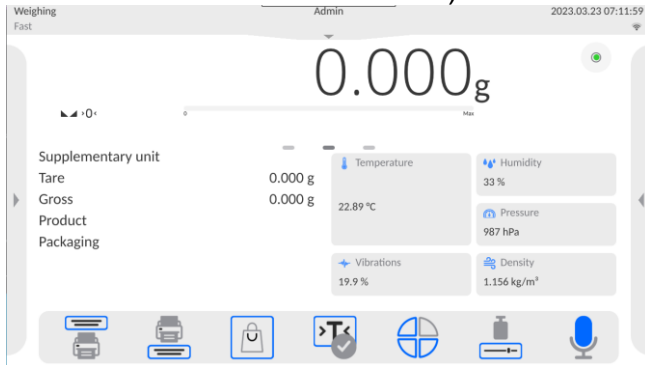 Weighing Admin 2023.03.23 07:11:59
Fast
0.000g
>0<
0 Max
Supplementary unit
Tare 0.000 g
Gross 0.000 g
Product
Packaging
Temperature
22.89 °C
Humidity
33 %
Pressure
987 hPa
Vibrations
19.9 %
Density
1.156 kg/m³
>T<